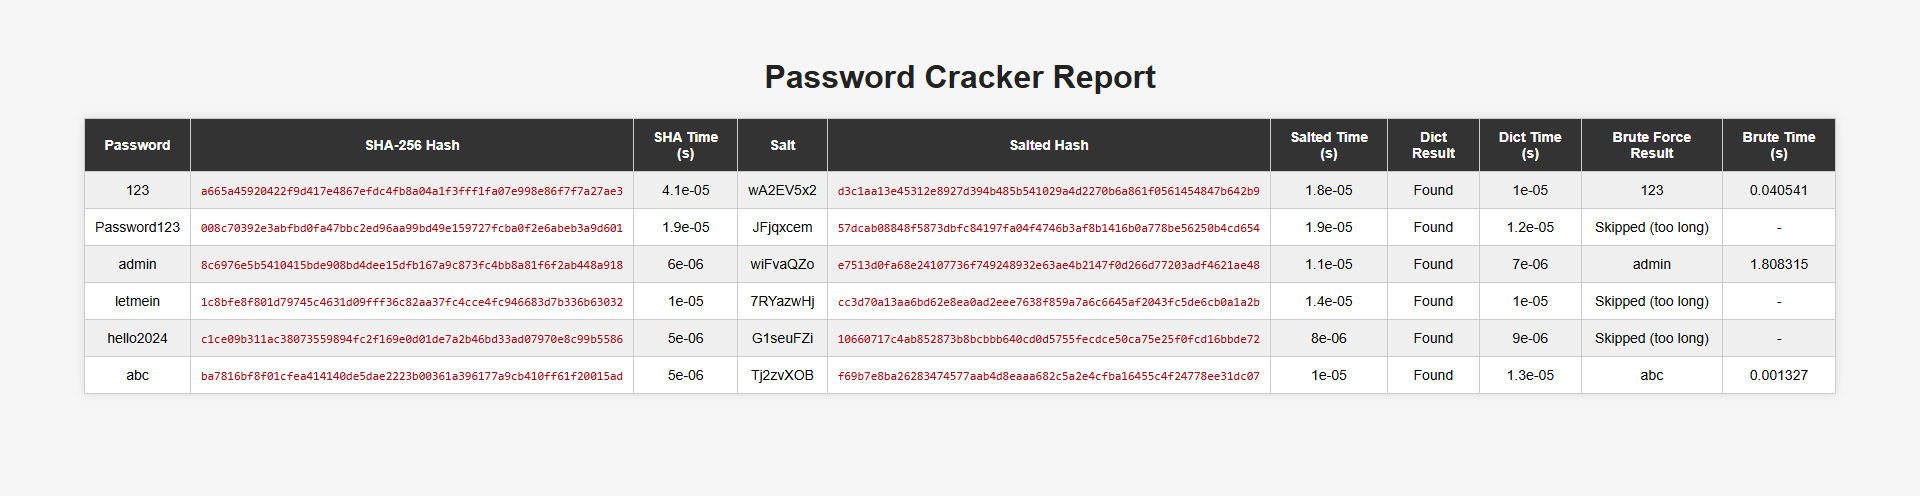 Password Cracker Report
Password SHA-256 Hash SHA Time (s) Salt Salted Hash Salted Time (s) Dict Result Dict Time (s) Brute Force Result Brute Time (s)
123 a665a45920422f9d417e4867efdc4fb8a04a1f3fff1fa07e998e86f7f7a27ae3 4.1e-05 wA2EV5x2 d3c1aa13e45312e8927d394b485b541029a4d2270b6a861f0561454847b642b9 1.8e-05 Found 1e-05 123 0.040541
Password123 008c70392e3abfbd0fa47bbc2ed96aa99bd49e159727fcba0f2e6abeb3a9d601 1.9e-05 JFjqxcem 57dcab08848f5873dbfc84197fa04f4746b3af8b1416b0a778be56250b4cd654 1.9e-05 Found 1.2e-05 Skipped (too long) -
admin 8c6976e5b5410415bde908bd4dee15dfb167a9c873fc4bb8a81f6f2ab448a918 6e-06 wiFvaQZo e7513d0fa68e24107736f749248932e63ae4b2147f0d266d77203adf4621ae48 1.1e-05 Found 7e-06 admin 1.808315
letmein 1c8bfe8f801d79745c4631d09fff36c82aa37fc4cce4fc946683d7b336b63032 1e-05 7RYazwHj cc3d70a13aa6bd62e8ea0ad2eee7638f859a7a6c6645af2043fc5de6cb0a1a2b 1.4e-05 Found 1e-05 Skipped (too long) -
hello2024 c1ce09b311ac38073559894fc2f169e0d01de7a2b46bd33ad07970e8c99b5586 5e-06 G1seuFZi 10660717c4ab852873b8bcbbb640cd0d5755fecdce50ca75e25f0fcd16bbde72 8e-06 Found 9e-06 Skipped (too long) -
abc ba7816bf8f01cfea414140de5dae2223b00361a396177a9cb410ff61f20015ad 5e-06 Tj2zvXOB f69b7e8ba26283474577aab4d8eaaa682c5a2e4cfba16455c4f24778ee31dc07 1e-05 Found 1.3e-05 abc 0.001327